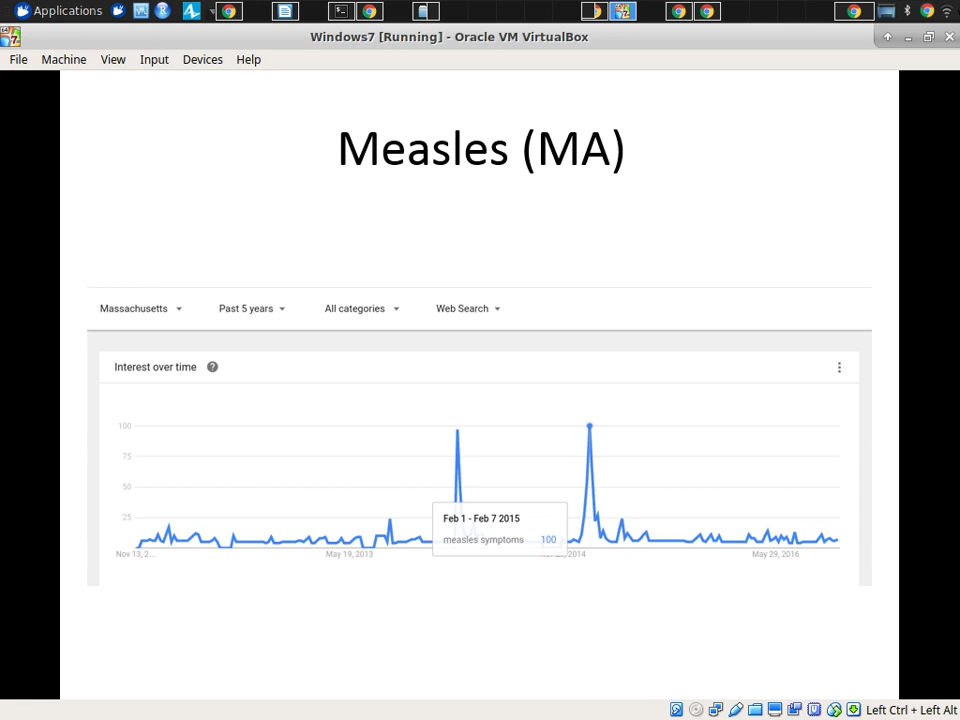 Applications
Windows7 [Running] - Oracle VM VirtualBox
File Machine View Input Devices Help
Measles (MA)
Massachusetts Past 5 years All categories Web Search
Interest over time ?
100
75
50
25
Feb 1 - Feb 7 2015
measles symptoms 100
Nov 13, 2... May 19, 2013 2014 May 29, 2016
Left Ctrl + Left Alt